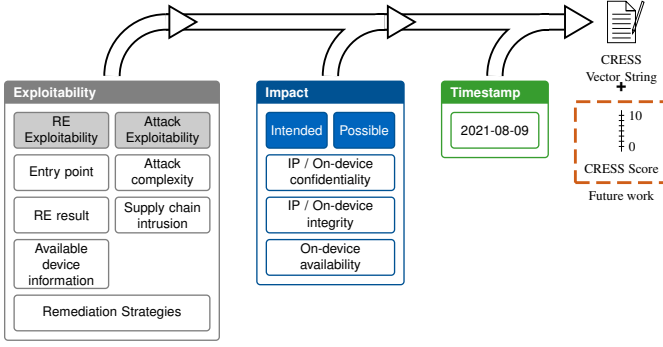 Exploitability
RE
Exploitability
Attack
Exploitability
Entry point
Attack
complexity
RE result
Supply chain
intrusion
Available
device
information
Remediation Strategies
Impact
Intended
Possible
IP / On-device
confidentiality
IP / On-device
integrity
On-device
availability
Timestamp
2021-08-09
CRESS
Vector String
+
10
0
CRESS Score
Future work